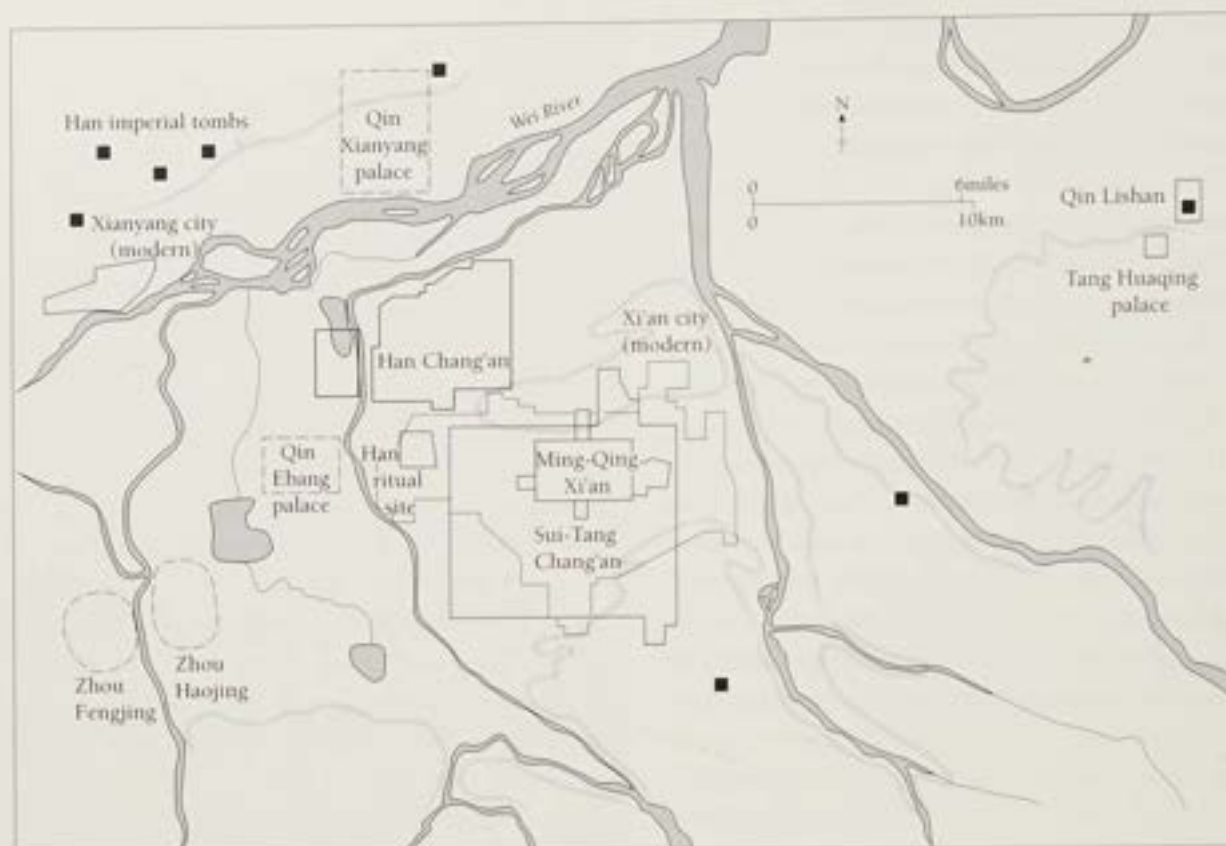 Han imperial tombs
Qin
Xianyang
palace
Wei River
N
0
6miles
0
10km.
Qin Lishan
Tang Huaqing
palace
Xianyang city
(modern)
Xi'an city
(modern)
Han Chang'an
Qin
Ebang
palace
Han
ritual
site
Ming-Qing
Xi'an
Sui-Tang
Chang'an
Zhou
Haojing
Zhou
Fengjing